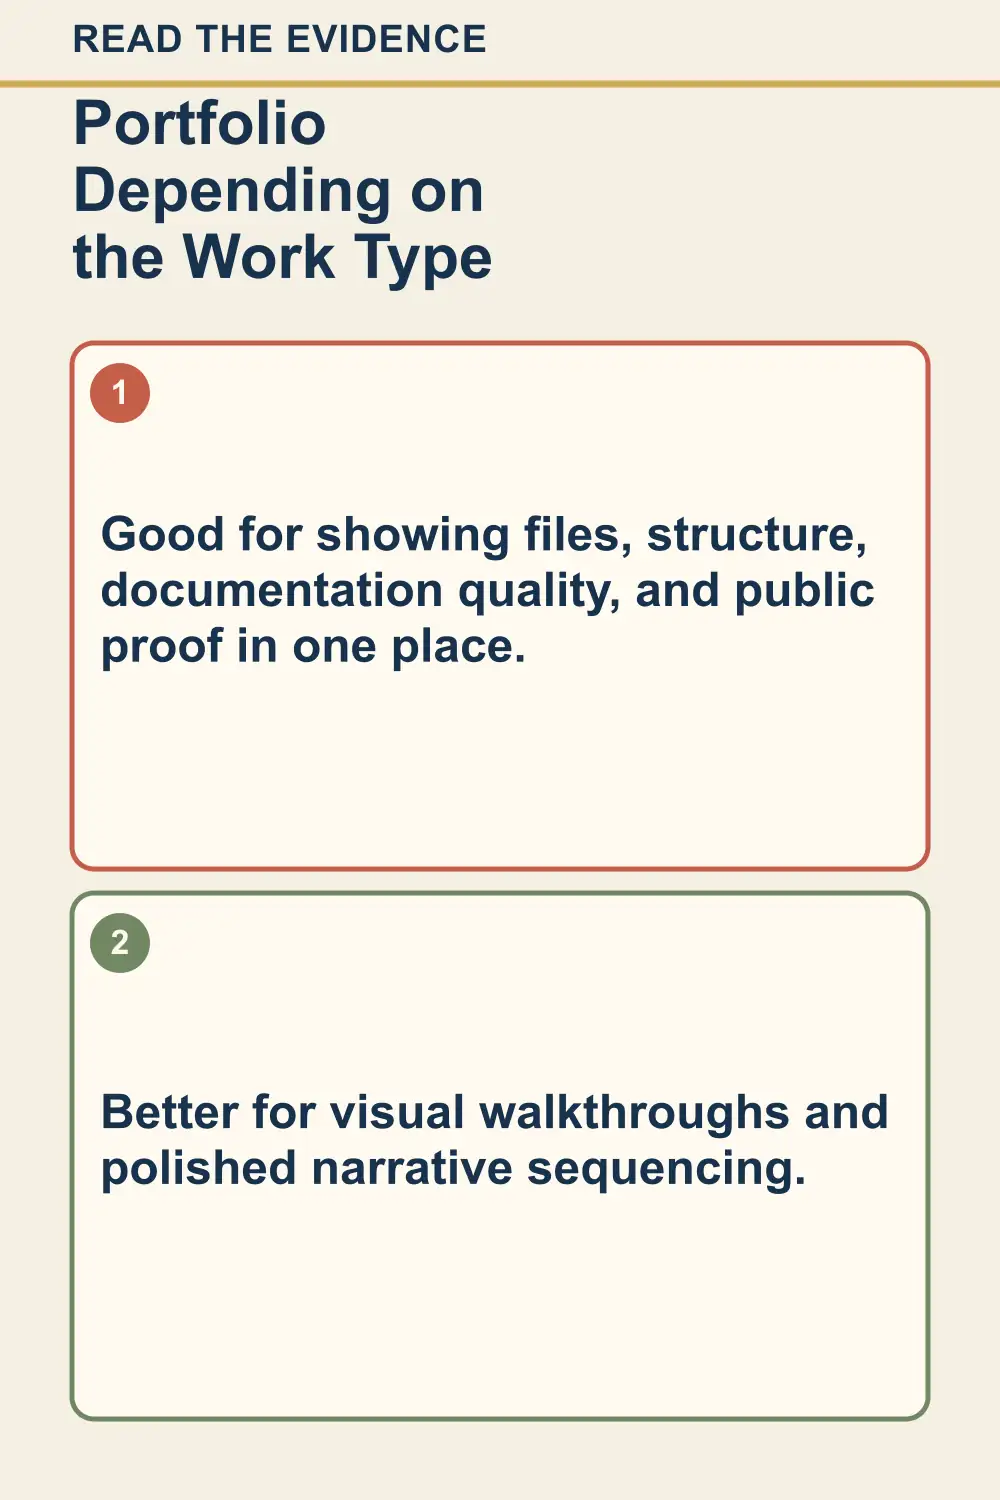 READ THE EVIDENCE
Portfolio
Depending on
the Work Type
1
Good for showing files, structure,
documentation quality, and public
proof in one place.
2
Better for visual walkthroughs and
polished narrative sequencing.